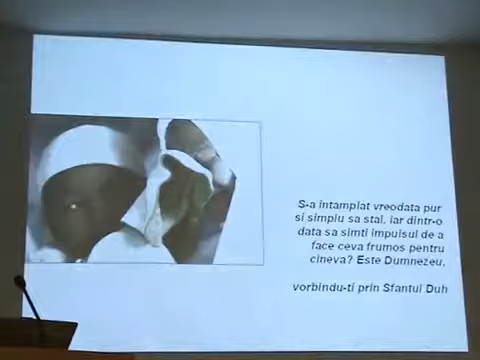 S-a intamplat vreodata pur
si simplu sa stai, iar dintr-o
data sa simti impulsul de a
face ceva frumos pentru
cineva? Este Dumnezeu,
vorbindu-ti prin Sfantul Duh